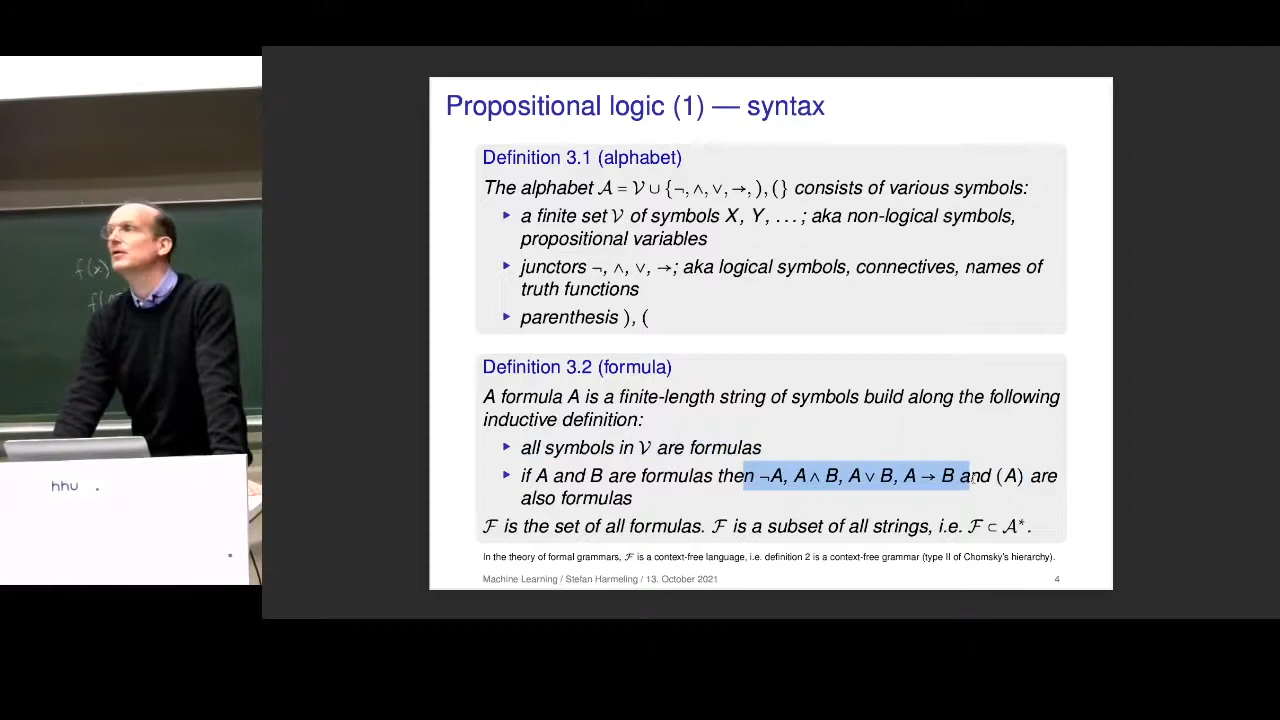 Propositional logic (1) — syntax
Definition 3.1 (alphabet)
The alphabet 𝒜 = 𝒱 ∪ {¬, ∧, ∨, →, ), (} consists of various symbols:
▸ a finite set 𝒱 of symbols X, Y, . . . ; aka non-logical symbols,
propositional variables
▸ junctors ¬, ∧, ∨, →; aka logical symbols, connectives, names of
truth functions
▸ parenthesis ), (
Definition 3.2 (formula)
A formula A is a finite-length string of symbols build along the following
inductive definition:
▸ all symbols in 𝒱 are formulas
▸ if A and B are formulas then ¬A, A ∧ B, A ∨ B, A → B and (A) are
also formulas
ℱ is the set of all formulas. ℱ is a subset of all strings, i.e. ℱ ⊂ 𝒜*.
In the theory of formal grammars, ℱ is a context-free language, i.e. definition 2 is a context-free grammar (type II of Chomsky's hierarchy).
Machine Learning / Stefan Harmeling / 13. October 2021
4
f(x)
hhu .